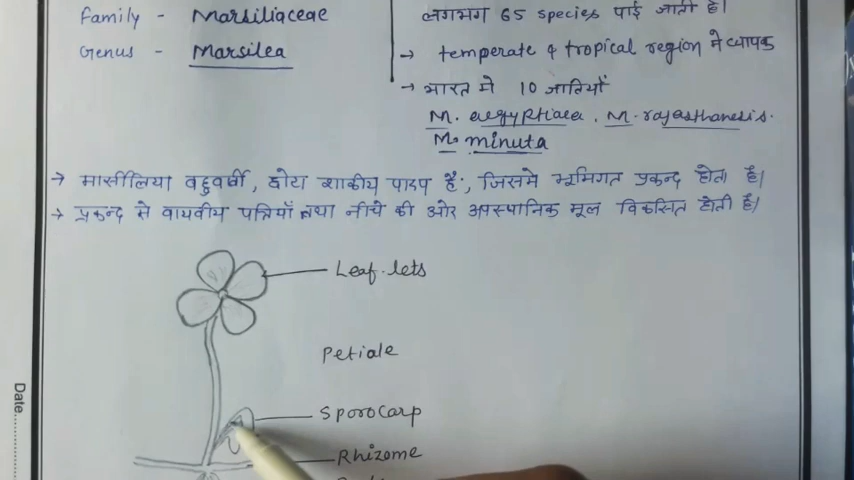 Family - Marsiliaceae
Genus - Marsilea
लगभग 65 species पाई जाती है।
→ temperate & tropical region मे व्यापक
→ भारत मे 10 जातियाँ
M. aegyptiaca, M. rajasthanesis.
M. minuta
→ मार्सीलिया बहुवर्षी, छोटा शाकीय पादप है, जिसमे भूमिगत प्रकन्द होता है।
→ प्रकन्द से वायवीय पत्तियाँ तथा नीचे की ओर अपस्थानिक मूल विकसित होती है।
Leaf-lets
Petiale
Sporocarp
Rhizome
Date